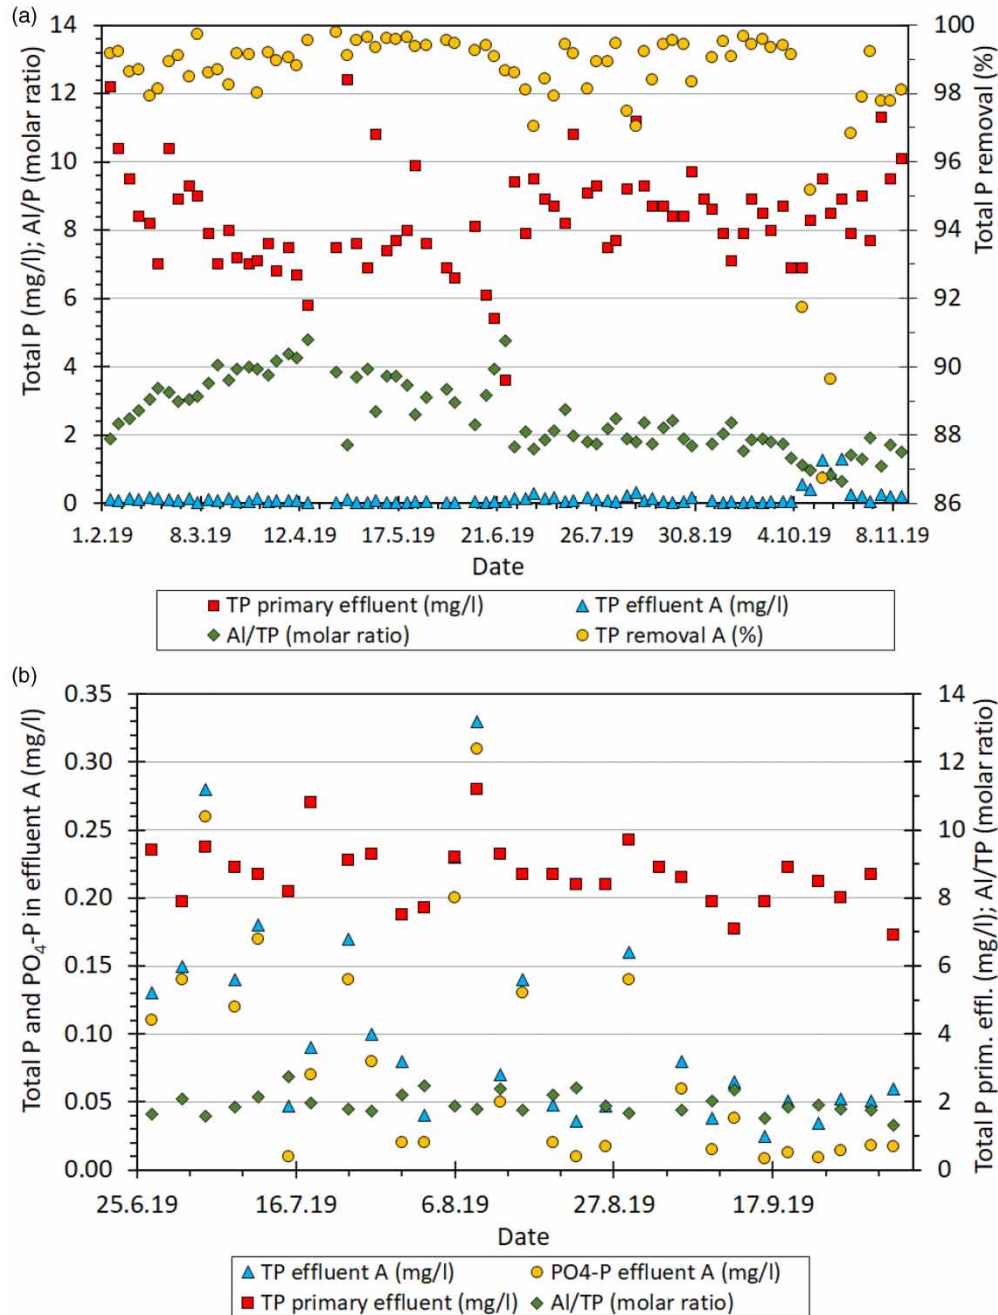 (a)
Total P (mg/l); Al/P (molar ratio)
14
12
10
8
6
4
2
0
100
98
96
94
92
90
88
86
Total P removal (%)
1.2.19 8.3.19 12.4.19 17.5.19 21.6.19 26.7.19 30.8.19 4.10.19 8.11.19
Date
TP primary effluent (mg/l) TP effluent A (mg/l)
Al/TP (molar ratio) TP removal A (%)
(b)
Total P and PO4-P in effluent A (mg/l)
0.35
0.30
0.25
0.20
0.15
0.10
0.05
0.00
14
12
10
8
6
4
2
0
Total P prim. effl. (mg/l); Al/TP (molar ratio)
25.6.19 16.7.19 6.8.19 27.8.19 17.9.19
Date
TP effluent A (mg/l) PO4-P effluent A (mg/l)
TP primary effluent (mg/l) Al/TP (molar ratio)